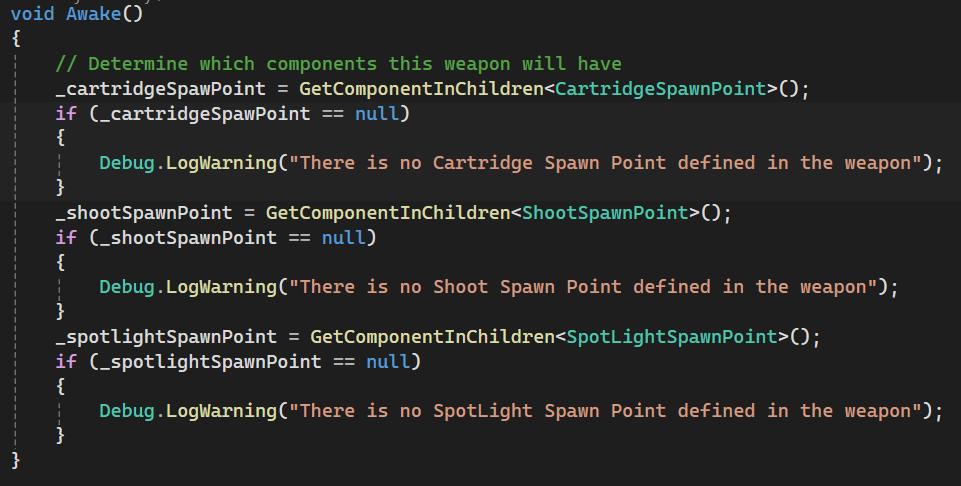 void Awake()
{
// Determine which components this weapon will have
_cartridgeSpawPoint = GetComponentInChildren<CartridgeSpawnPoint>();
if (_cartridgeSpawPoint == null)
{
Debug.LogWarning("There is no Cartridge Spawn Point defined in the weapon");
}
_shootSpawnPoint = GetComponentInChildren<ShootSpawnPoint>();
if (_shootSpawnPoint == null)
{
Debug.LogWarning("There is no Shoot Spawn Point defined in the weapon");
}
_spotlightSpawnPoint = GetComponentInChildren<SpotLightSpawnPoint>();
if (_spotlightSpawnPoint == null)
{
Debug.LogWarning("There is no SpotLight Spawn Point defined in the weapon");
}
}